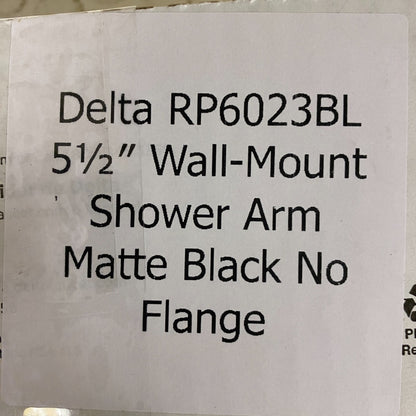 Delta RP6023BL
5½″ Wall-Mount
Shower Arm
Matte Black No
Flange